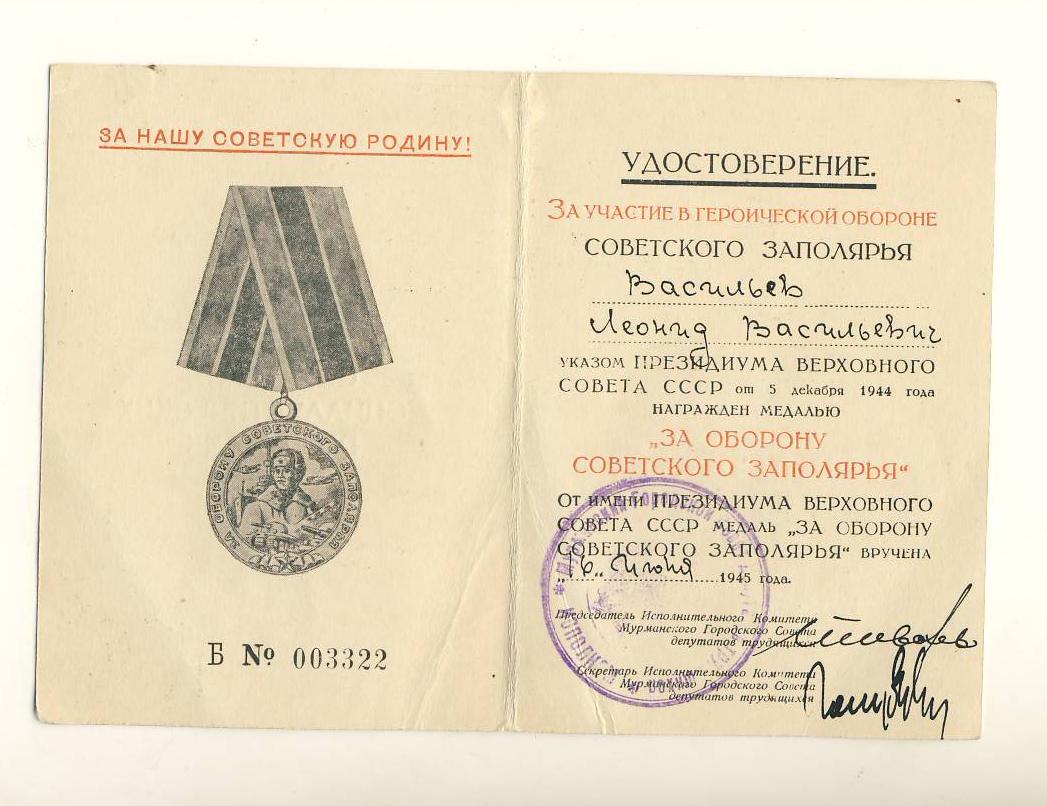 ЗА НАШУ СОВЕТСКУЮ РОДИНУ!
ЗА ОБОРОНУ СОВЕТСКОГО ЗАПОЛЯРЬЯ
Б № 003322
УДОСТОВЕРЕНИЕ.
ЗА УЧАСТИЕ В ГЕРОИЧЕСКОЙ ОБОРОНЕ
СОВЕТСКОГО ЗАПОЛЯРЬЯ
Васильев
Леонид Васильевич
УКАЗОМ ПРЕЗИДИУМА ВЕРХОВНОГО
СОВЕТА СССР от 5 декабря 1944 года
НАГРАЖДЕН МЕДАЛЬЮ
„ЗА ОБОРОНУ
СОВЕТСКОГО ЗАПОЛЯРЬЯ“
ОТ ИМЕНИ ПРЕЗИДИУМА ВЕРХОВНОГО
СОВЕТА СССР МЕДАЛЬ „ЗА ОБОРОНУ
СОВЕТСКОГО ЗАПОЛЯРЬЯ“ ВРУЧЕНА
„16“ Июня 1945 года.
Председатель Исполнительного Комитета
Мурманского Городского Совета
депутатов трудящихся
Секретарь Исполнительного Комитета
Мурманского Городского Совета
депутатов трудящихся